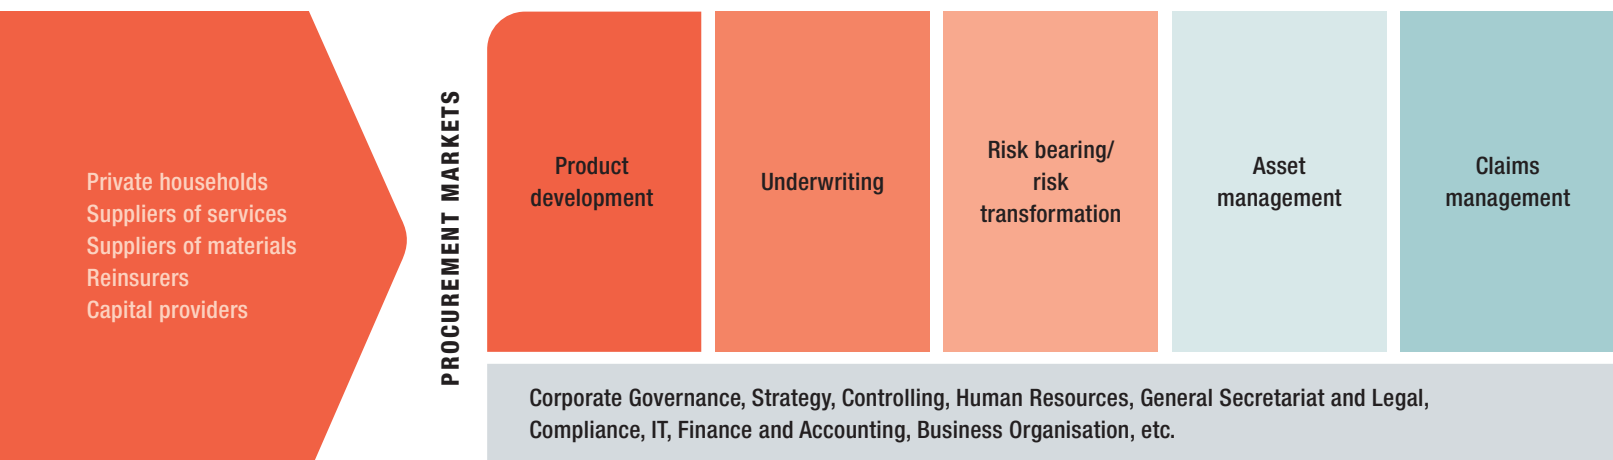 Private households
Suppliers of services
Suppliers of materials
Reinsurers
Capital providers
PROCUREMENT MARKETS
Product
development
Underwriting
Risk bearing/
risk
transformation
Asset
management
Claims
management
Corporate Governance, Strategy, Controlling, Human Resources, General Secretariat and Legal,
Compliance, IT, Finance and Accounting, Business Organisation, etc.